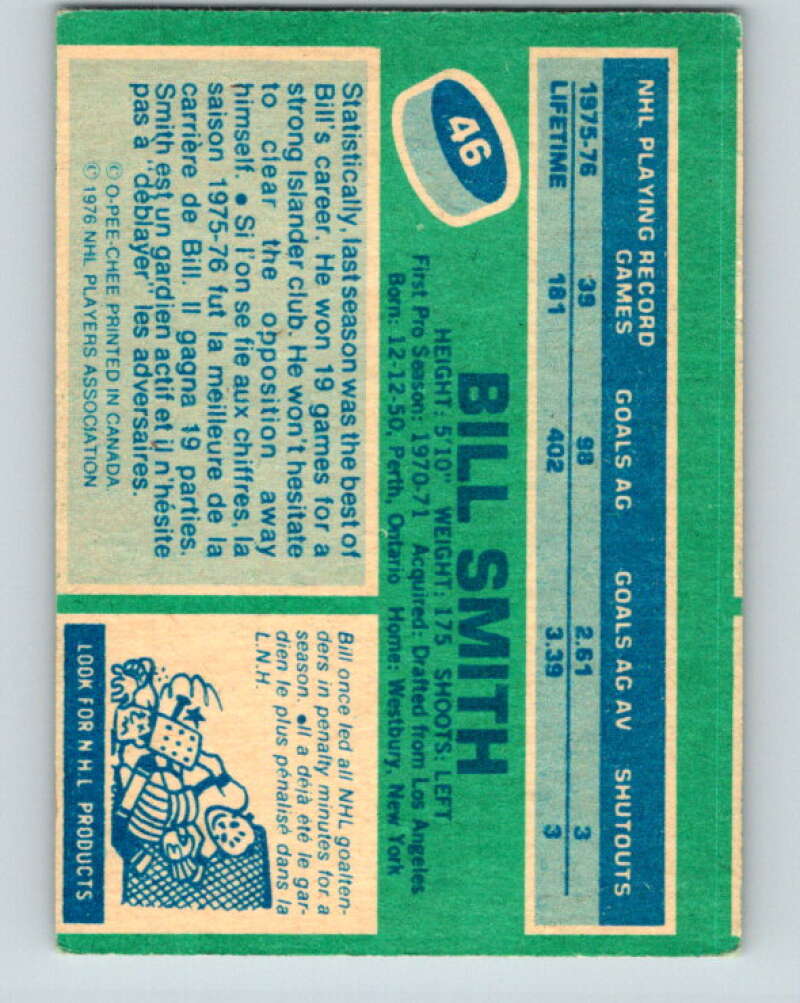 NHL PLAYING RECORD
GAMES GOALS AG GOALS AG AV SHUTOUTS
1975-76 39 98 2.61 3
LIFETIME 181 402 3.39 3
46
BILL SMITH
HEIGHT: 5'10" WEIGHT: 175 SHOOTS: LEFT
First Pro Season: 1970-71 Acquired: Drafted from Los Angeles
Born: 12-12-50, Perth, Ontario Home: Westbury, New York
Statistically, last season was the best of
Bill's career. He won 19 games for a
strong Islander club. He won't hesitate
to clear the opposition away
himself. • Si l'on se fie aux chiffres, la
saison 1975-76 fut la meilleure de la
carrière de Bill. Il gagna 19 parties.
Smith est un gardien actif et il n'hésite
pas à "déblayer" les adversaires.
© O-PEE-CHEE PRINTED IN CANADA.
© 1976 NHL PLAYERS ASSOCIATION
Bill once led all NHL goalten-
ders in penalty minutes for a
season. • Il a déjà été le gar-
dien le plus pénalisé dans la
L.N.H.
LOOK FOR N H.L PRODUCTS